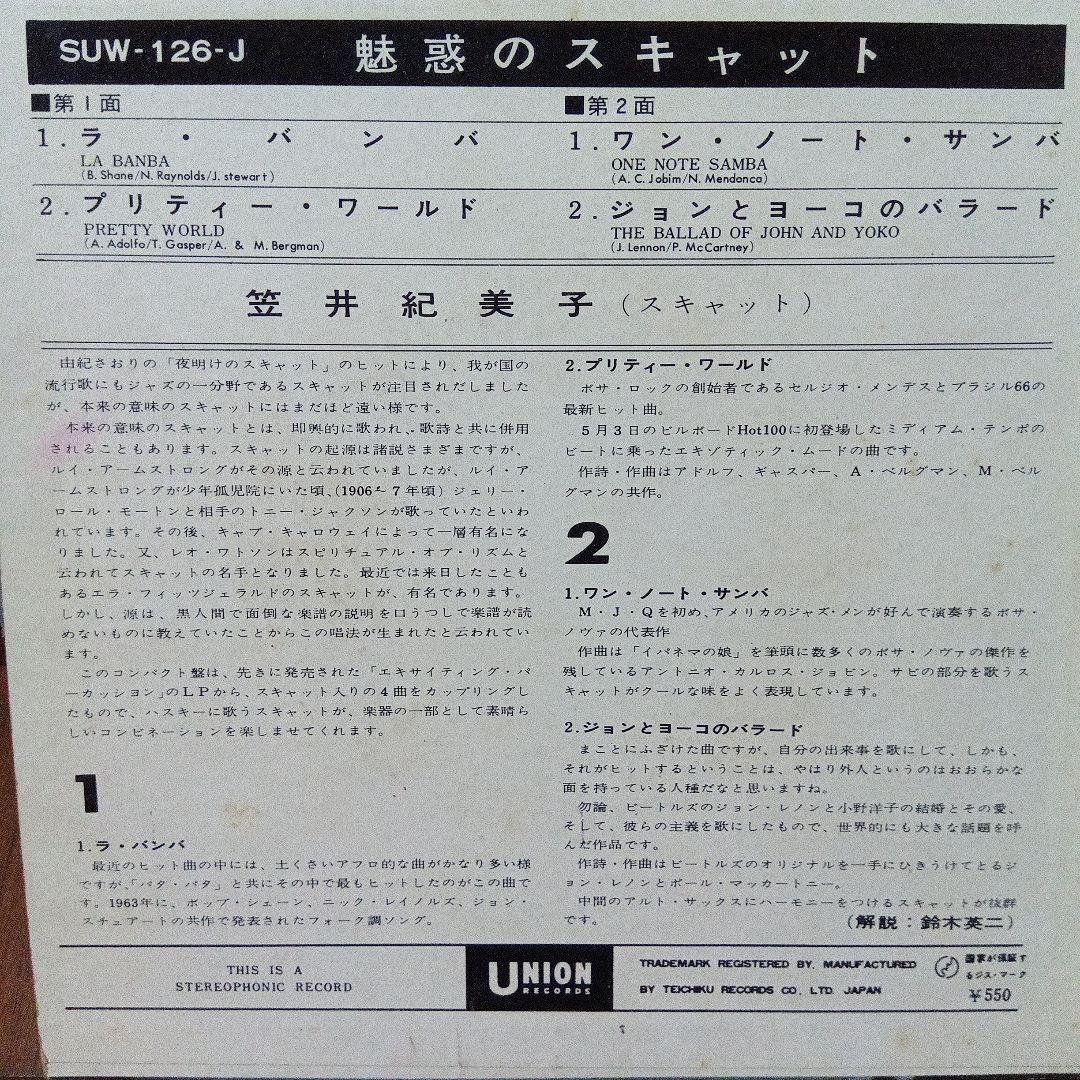 SUW-126-J 魅惑のスキャット
■第1面
1.ラ・バンバ
LA BANBA
(B. Shane/N. Raynolds/J. stewart)
2.プリティー・ワールド
PRETTY WORLD
(A. Adolfo/T. Gasper/A. & M. Bergman)
■第2面
1.ワン・ノート・サンバ
ONE NOTE SAMBA
(A. C. Jobim/N. Mendonca)
2.ジョンとヨーコのバラード
THE BALLAD OF JOHN AND YOKO
(J. Lennon/P. McCartney)
笠井紀美子(スキャット)
由紀さおりの「夜明けのスキャット」のヒットにより、我が国の
流行歌にもジャズの一分野であるスキャットが注目されだしました
が、本来の意味のスキャットにはまだほど遠い様です。
本来の意味のスキャットとは、即興的に歌われ、歌詩と共に併用
されることもあります。スキャットの起源は諸説さまざまですが、
ルイ・アームストロングがその源と云われていましたが、ルイ・ア
ームストロングが少年孤児院にいた頃、(1906〜7年頃)ジェリー・
ロール・モートンと相手のトニー・ジャクソンが歌っていたといわ
れています。その後、キャブ・キャロウェイによって一層有名にな
りました。又、レオ・ワトソンはスピリチュアル・オブ・リズムと
云われてスキャットの名手となりました。最近では来日したことも
あるエラ・フィッツジェラルドのスキャットが、有名であります。
しかし、源は、黒人間で面倒な楽譜の説明を口うつしで楽譜が読
めないものに教えていたことからこの唱法が生まれたと云われてい
ます。
このコンパクト盤は、先きに発売された「エキサイティング・パ
ーカッション」のLPから、スキャット入りの4曲をカップリングし
たもので、ハスキーに歌うスキャットが、楽器の一部として素晴ら
しいコンビネーションを楽しませてくれます。
1
1.ラ・バンバ
最近のヒット曲の中には、土くさいアフロ的な曲がかなり多い様
ですが、「パタ・パタ」と共にその中で最もヒットしたのがこの曲で
す。1963年に、ボッブ・シェーン、ニック・レイノルズ、ジョン・
スチュアートの共作で発表されたフォーク調ソング。
2.プリティー・ワールド
ボサ・ロックの創始者であるセルジオ・メンデスとブラジル66の
最新ヒット曲。
5月3日のビルボードHot100に初登場したミディアム・テンポの
ビートに乗ったエキゾティック・ムードの曲です。
作詩・作曲はアドルフ、ギャスパー、A・ベルグマン、M・ベル
グマンの共作。
2
1.ワン・ノート・サンバ
M・J・Qを初め、アメリカのジャズ・メンが好んで演奏するボサ・
ノヴァの代表作
作曲は「イパネマの娘」を筆頭に数多くのボサ・ノヴァの傑作を
残しているアントニオ・カルロス・ジョビン。サビの部分を歌うス
キャットがクールな味をよく表現しています。
2.ジョンとヨーコのバラード
まことにふざけた曲ですが、自分の出来事を歌にして、しかも、
それがヒットするということは、やはり外人というのはおおらかな
面を持っている人種だなと思いますね。
勿論、ビートルズのジョン・レノンと小野洋子の結婚とその愛、
そして、彼らの主義を歌にしたもので、世界的にも大きな話題を呼
んだ作品です。
作詩・作曲はビートルズのオリジナルを一手にひきうけてとるジ
ョン・レノンとポール・マッカートニー。
中間のアルト・サックスにハーモニーをつけるスキャットが抜群
です。 (解説:鈴木英二)
THIS IS A
STEREOPHONIC RECORD
UNION
RECORDS
TRADEMARK REGISTERED BY. MANUFACTURED
BY TEICHIKU RECORDS CO. LTD. JAPAN
国家が保証す
るジス・マーク
¥550